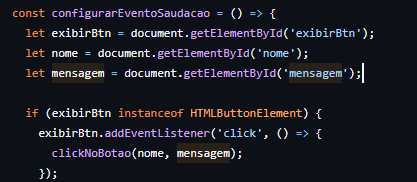 const configurarEventoSaudacao = () => {
let exibirBtn = document.getElementById('exibirBtn');
let nome = document.getElementById('nome');
let mensagem = document.getElementById('mensagem');
if (exibirBtn instanceof HTMLButtonElement) {
exibirBtn.addEventListener('click', () => {
clickNoBotao(nome, mensagem);
});